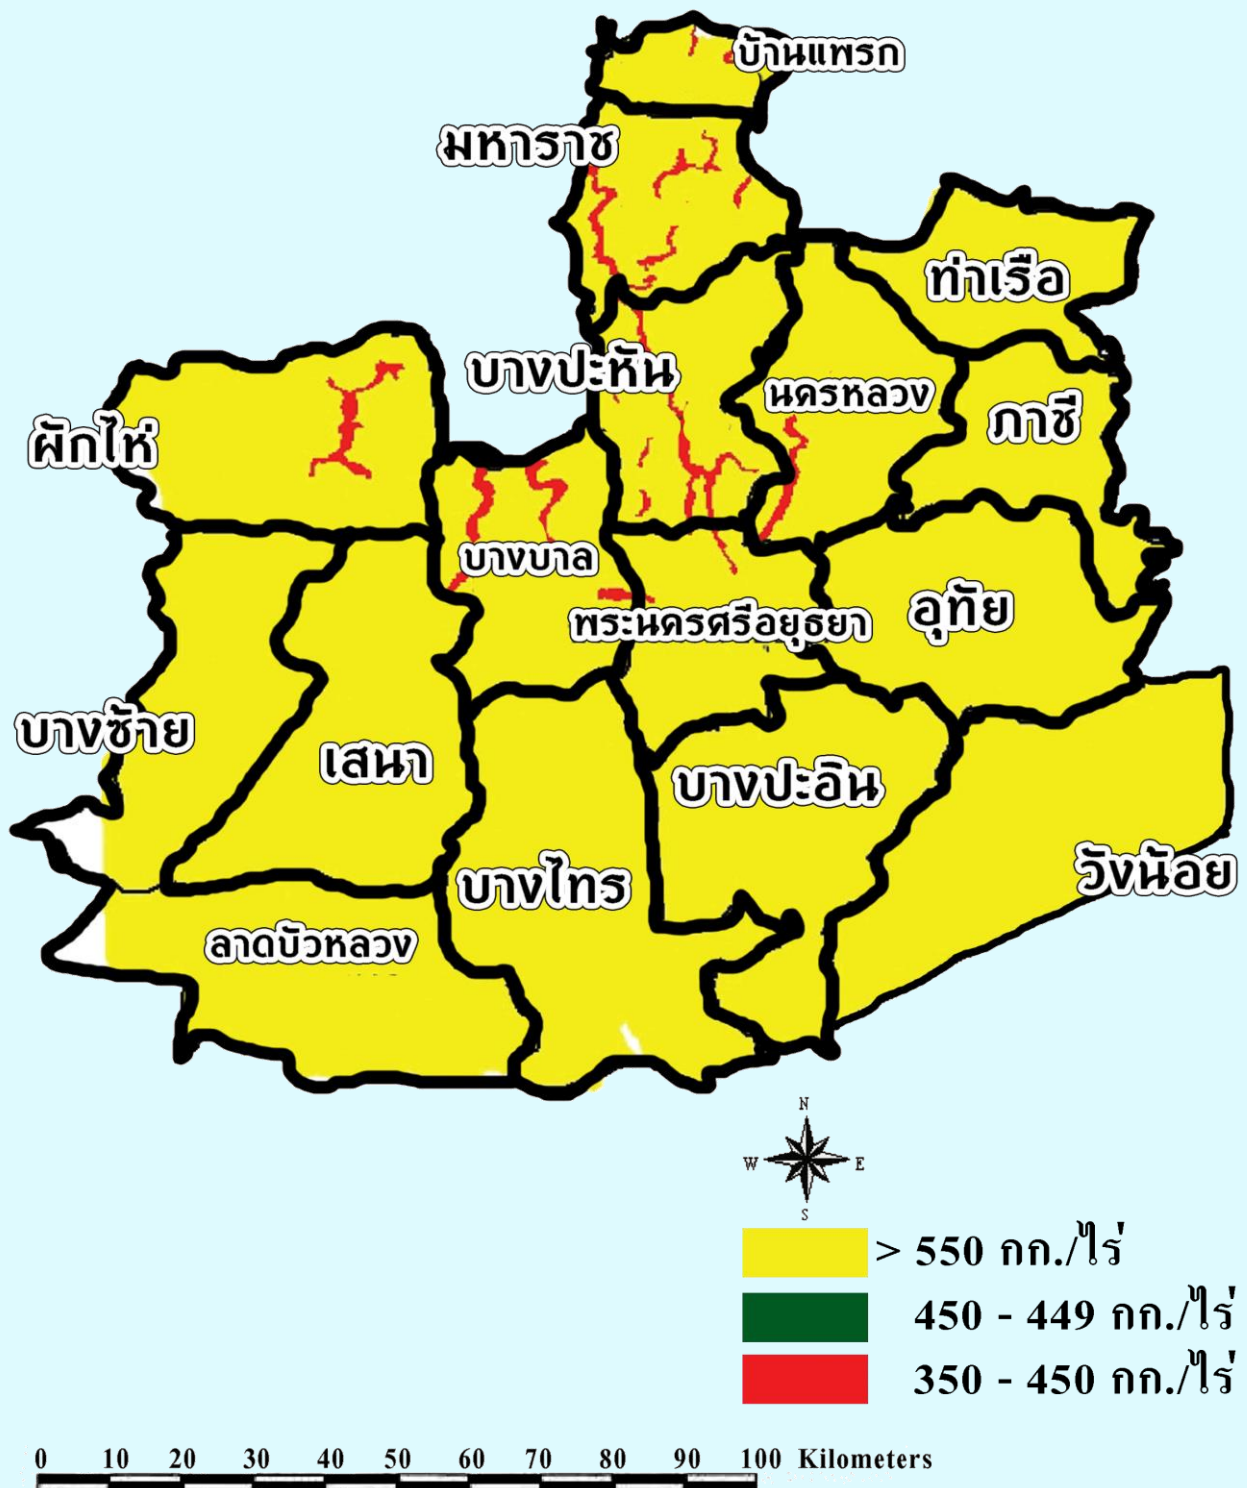 บ้านแพรก
มหาราช
ท่าเรือ
บางปะหัน
นครหลวง
ภาชี
ผักไห่
บางบาล
พระนครศรีอยุธยา
อุทัย
บางซ้าย
เสนา
บางปะอิน
วังน้อย
บางไทร
ลาดบัวหลวง
N
W E
S
> 550 กก./ไร่
450 - 449 กก./ไร่
350 - 450 กก./ไร่
0 10 20 30 40 50 60 70 80 90 100 Kilometers